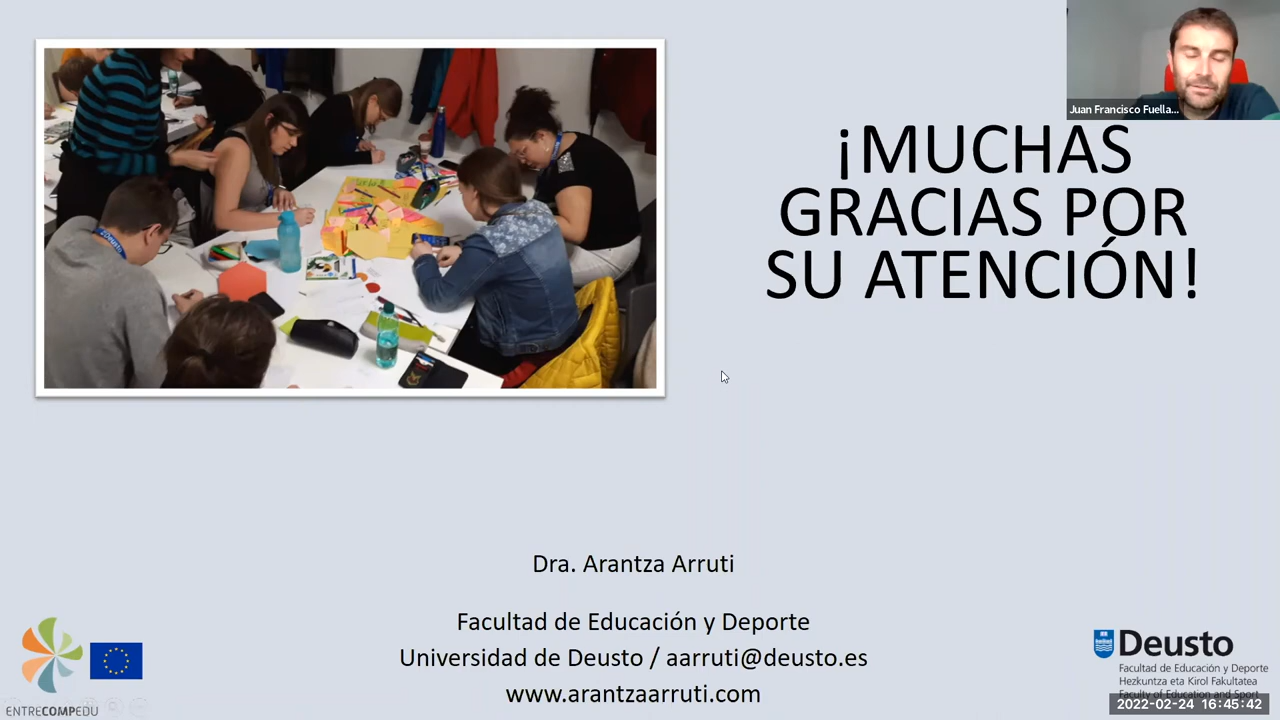 Juan Francisco Fuella...
¡MUCHAS
GRACIAS POR
SU ATENCIÓN!
Dra. Arantza Arruti
Facultad de Educación y Deporte
Universidad de Deusto / aarruti@deusto.es
www.arantzaarruti.com
ENTRECOMPEDU
Deusto
Facultad de Educación y Deporte
Hezkuntza eta Kirol Fakultatea
Faculty of Education and Sport
2022-02-24 16:45:42